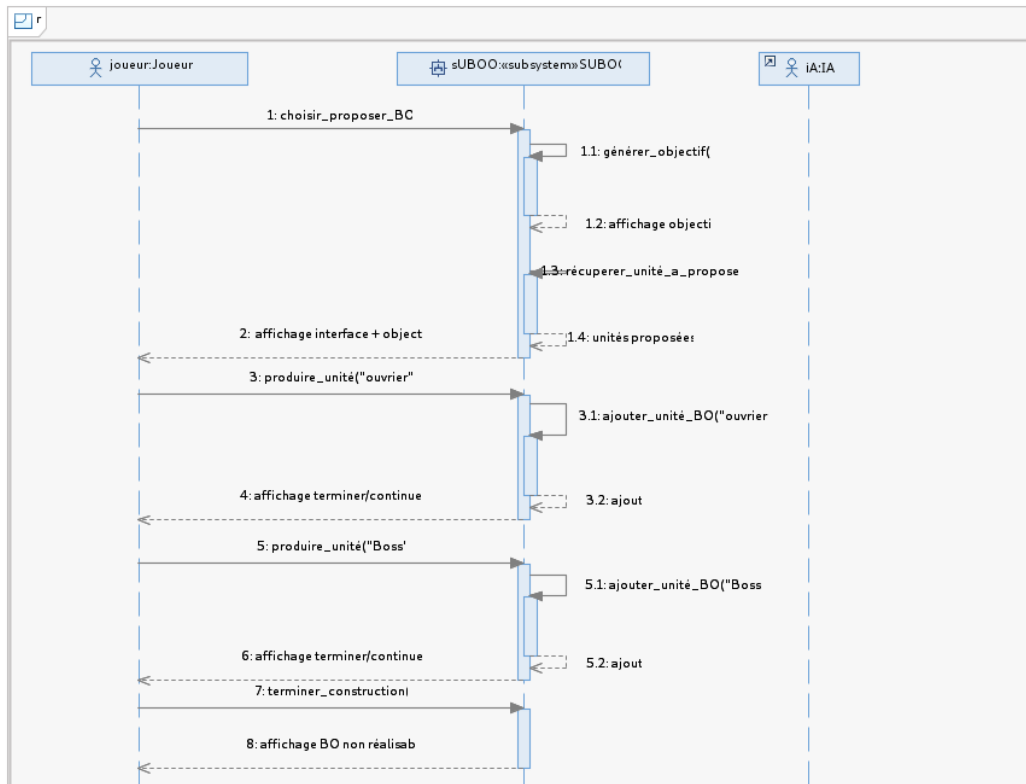 r
joueur:Joueur
sUBOO:«subsystem»SUBO(
iA:IA
1: choisir_proposer_BC
1.1: générer_objectif(
1.2: affichage objecti
1.3: récuperer_unité_a_propose
2: affichage interface + object
1.4: unités proposées
3: produire_unité("ouvrier"
3.1: ajouter_unité_BO("ouvrier
4: affichage terminer/continue
3.2: ajout
5: produire_unité("Boss'
5.1: ajouter_unité_BO("Boss
6: affichage terminer/continue
5.2: ajout
7: terminer_construction(
8: affichage BO non réalisab